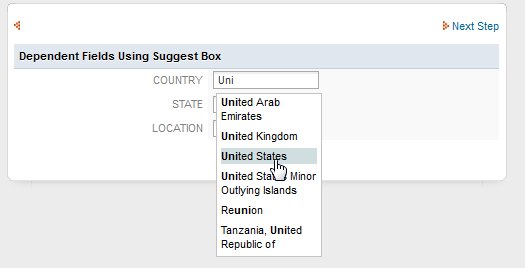 Next Step
Dependent Fields Using Suggest Box
COUNTRY Uni
STATE
LOCATION
United Arab
Emirates
United Kingdom
United States
United States Minor
Outlying Islands
Reunion
Tanzania, United
Republic of